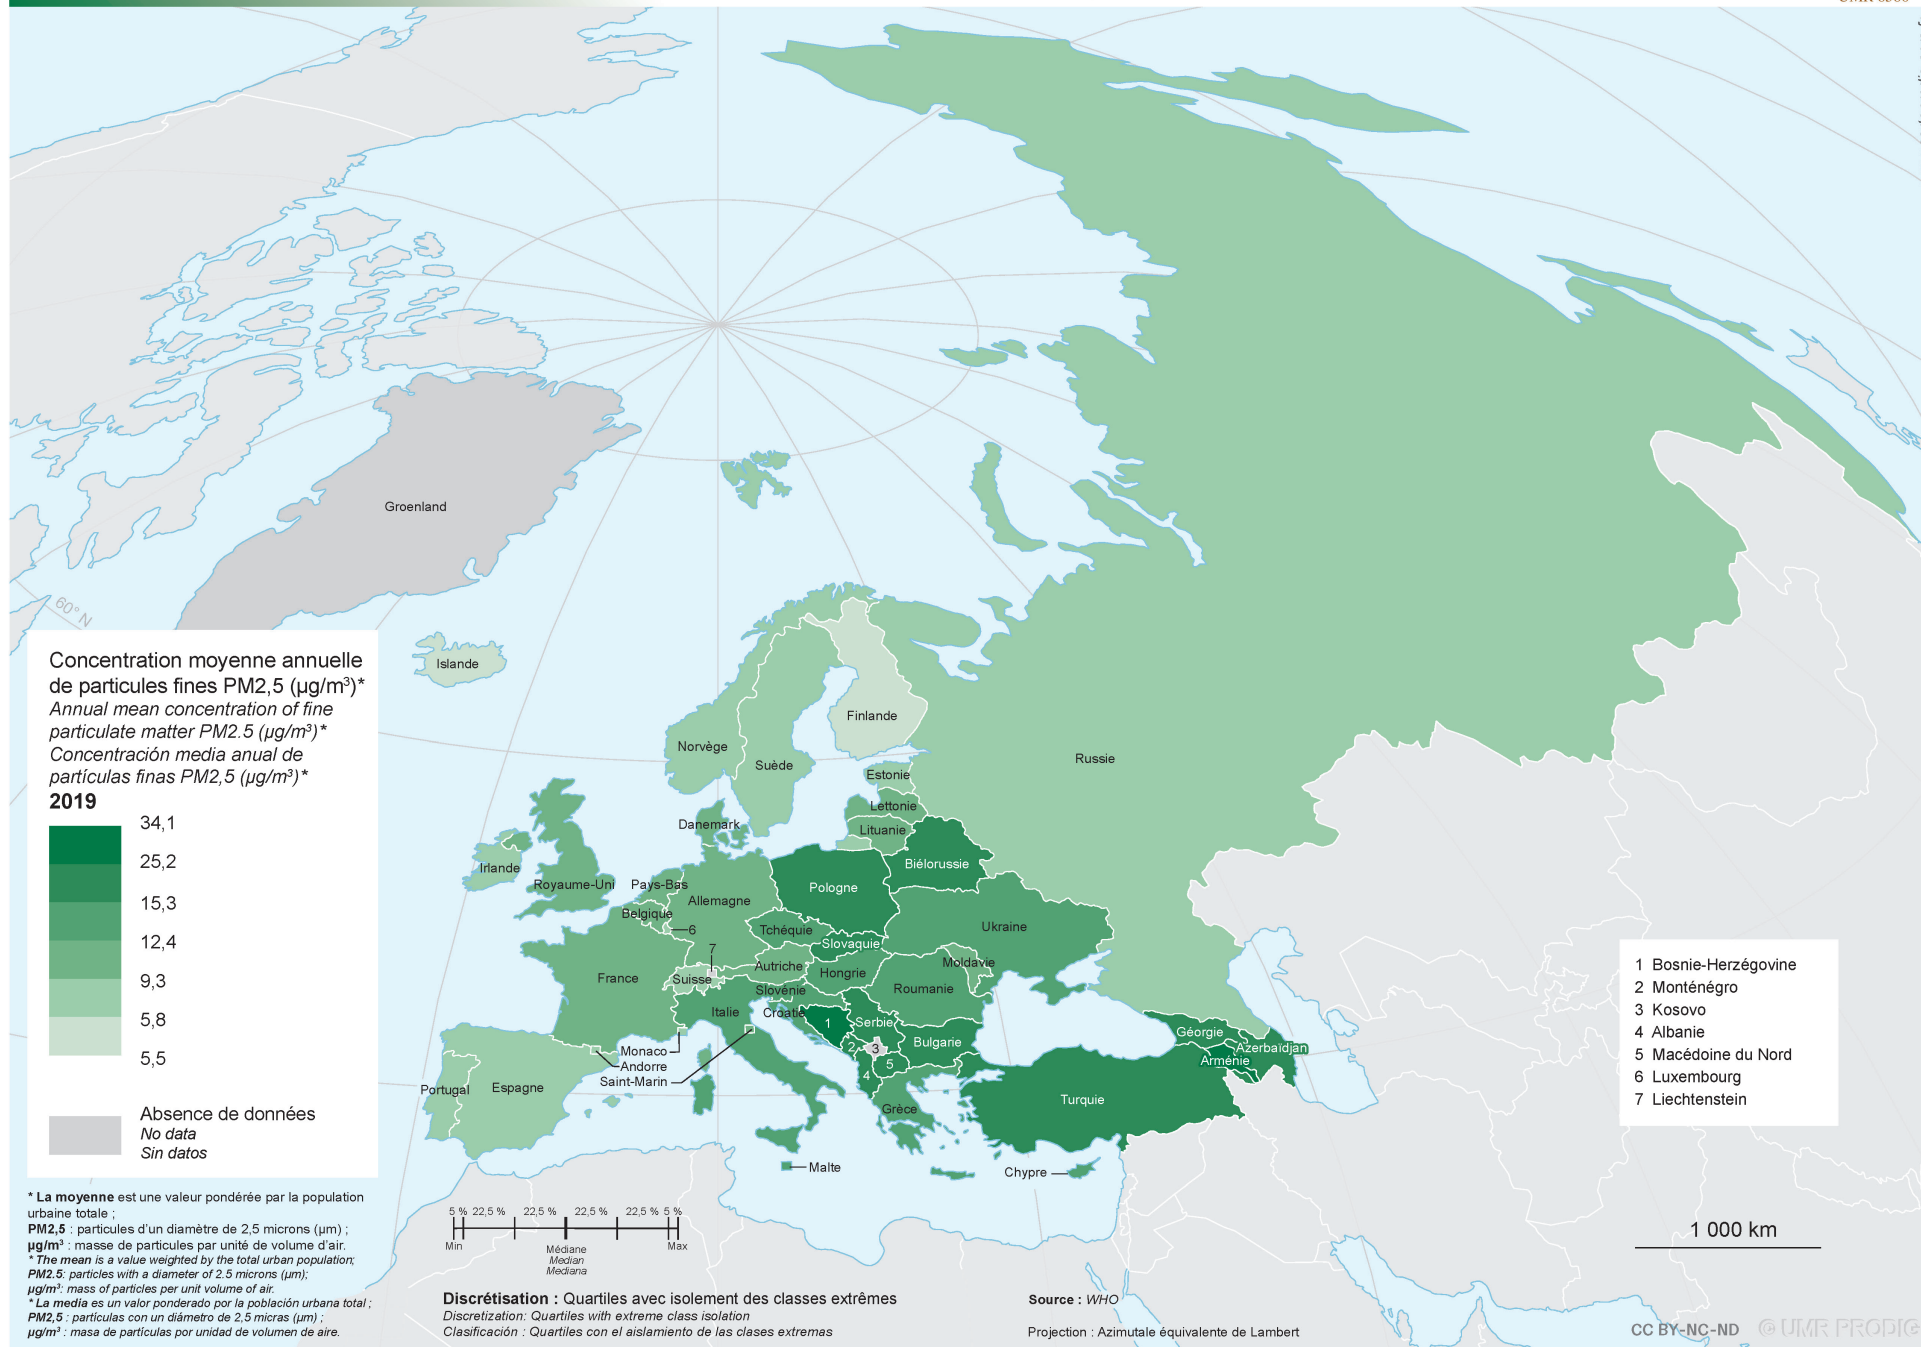 60° N
Groenland
Islande
Finlande
Norvège
Suède
Russie
Estonie
Lettonie
Danemark
Lituanie
Biélorussie
Irlande
Royaume-Uni
Pays-Bas
Pologne
Allemagne
Belgique
6
Tchéquie
Ukraine
Slovaquie
7
Moldavie
Autriche
Hongrie
France
Suisse
Roumanie
Slovénie
Italie
Croatie
1
Serbie
Géorgie
Bulgarie
2
3
Azerbaïdjan
Monaco
Andorre
5
Arménie
4
Saint-Marin
Portugal
Espagne
Turquie
Grèce
Malte
Chypre
Concentration moyenne annuelle
de particules fines PM2,5 (µg/m³)*
Annual mean concentration of fine
particulate matter PM2.5 (µg/m³)*
Concentración media anual de
partículas finas PM2,5 (µg/m³)*
2019
34,1
25,2
15,3
12,4
9,3
5,8
5,5
Absence de données
No data
Sin datos
* La moyenne est une valeur pondérée par la population
urbaine totale ;
PM2,5 : particules d'un diamètre de 2,5 microns (µm) ;
µg/m³ : masse de particules par unité de volume d'air.
* The mean is a value weighted by the total urban population;
PM2.5: particles with a diameter of 2.5 microns (µm);
µg/m³: mass of particles per unit volume of air.
* La media es un valor ponderado por la población urbana total ;
PM2,5 : partículas con un diámetro de 2,5 micras (µm) ;
µg/m³ : masa de partículas por unidad de volumen de aire.
5 % 22,5 % 22,5 % 22,5 % 22,5 % 5 %
Min Médiane Max
Median
Mediana
Discrétisation : Quartiles avec isolement des classes extrêmes
Discretization: Quartiles with extreme class isolation
Clasificación : Quartiles con el aislamiento de las clases extremas
Source : WHO
Projection : Azimutale équivalente de Lambert
1 Bosnie-Herzégovine
2 Monténégro
3 Kosovo
4 Albanie
5 Macédoine du Nord
6 Luxembourg
7 Liechtenstein
1 000 km
CC BY-NC-ND © UMR PRODIG